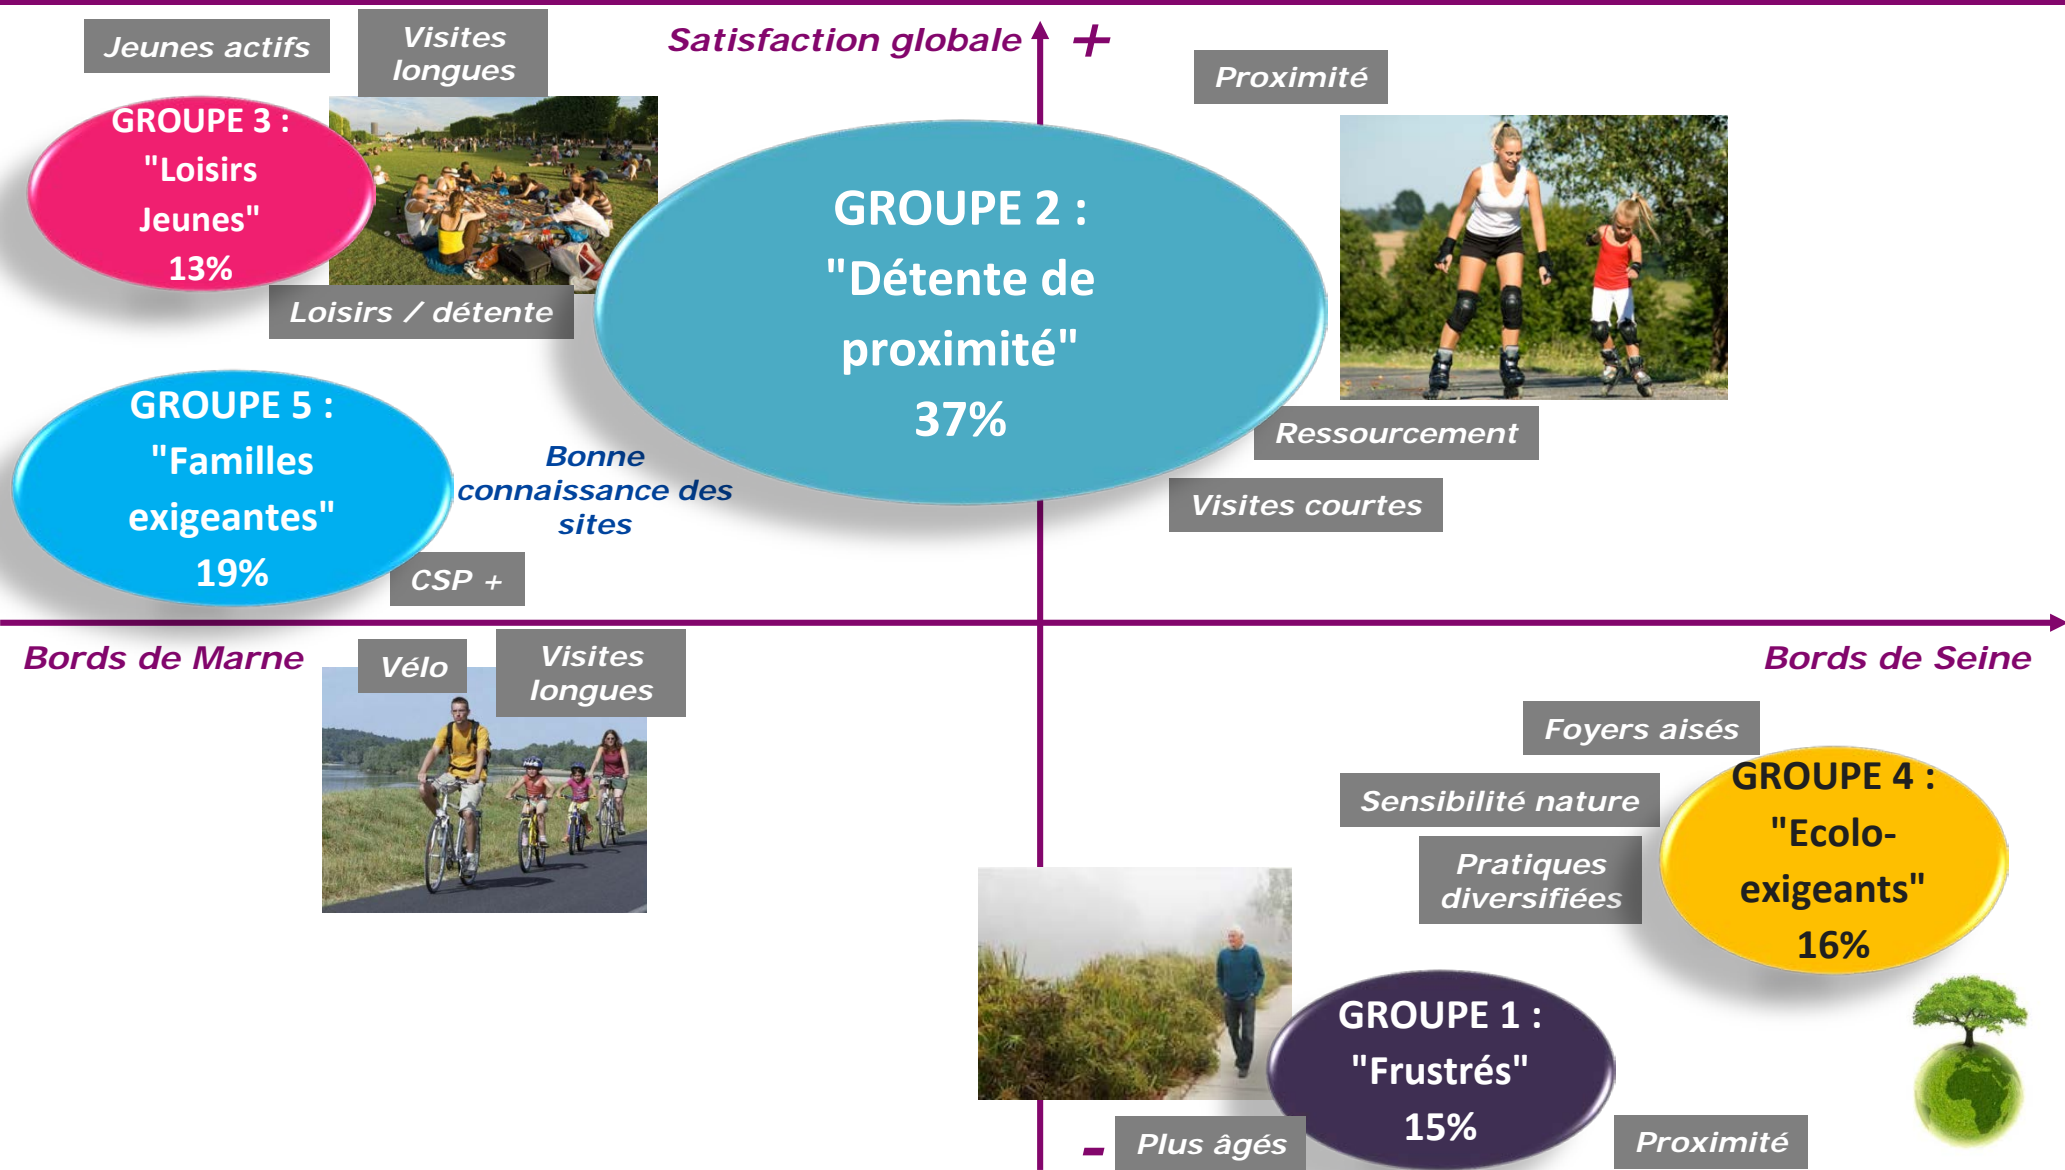 Jeunes actifs
Visites
longues
Satisfaction globale
+
Proximité
GROUPE 3 :
"Loisirs
Jeunes"
13%
Loisirs / détente
GROUPE 2 :
"Détente de
proximité"
37%
Ressourcement
Visites courtes
GROUPE 5 :
"Familles
exigeantes"
19%
Bonne
connaissance des
sites
CSP +
Bords de Marne
Bords de Seine
Vélo
Visites
longues
Foyers aisés
Sensibilité nature
Pratiques
diversifiées
GROUPE 4 :
"Ecolo-
exigeants"
16%
GROUPE 1 :
"Frustrés"
15%
-
Plus âgés
Proximité